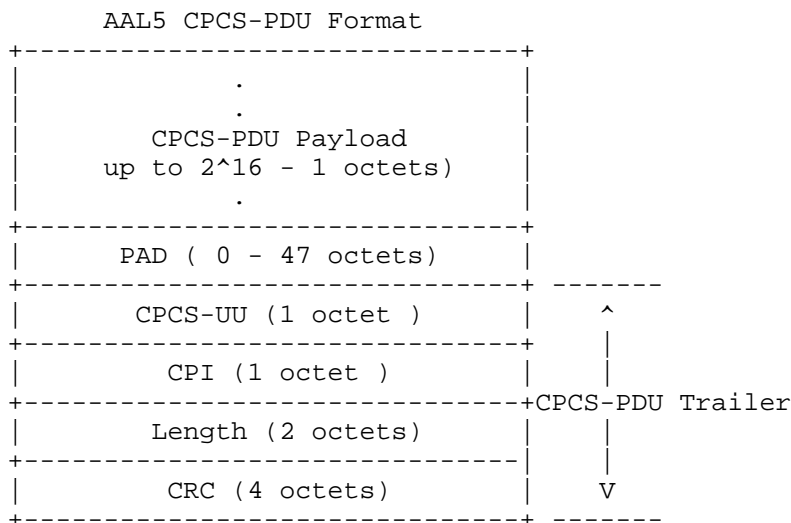 AAL5 CPCS-PDU Format
.
.
CPCS-PDU Payload
up to 2^16 - 1 octets)
.
PAD ( 0 - 47 octets)
CPCS-UU (1 octet )
CPI (1 octet )
CPCS-PDU Trailer
Length (2 octets)
CRC (4 octets)